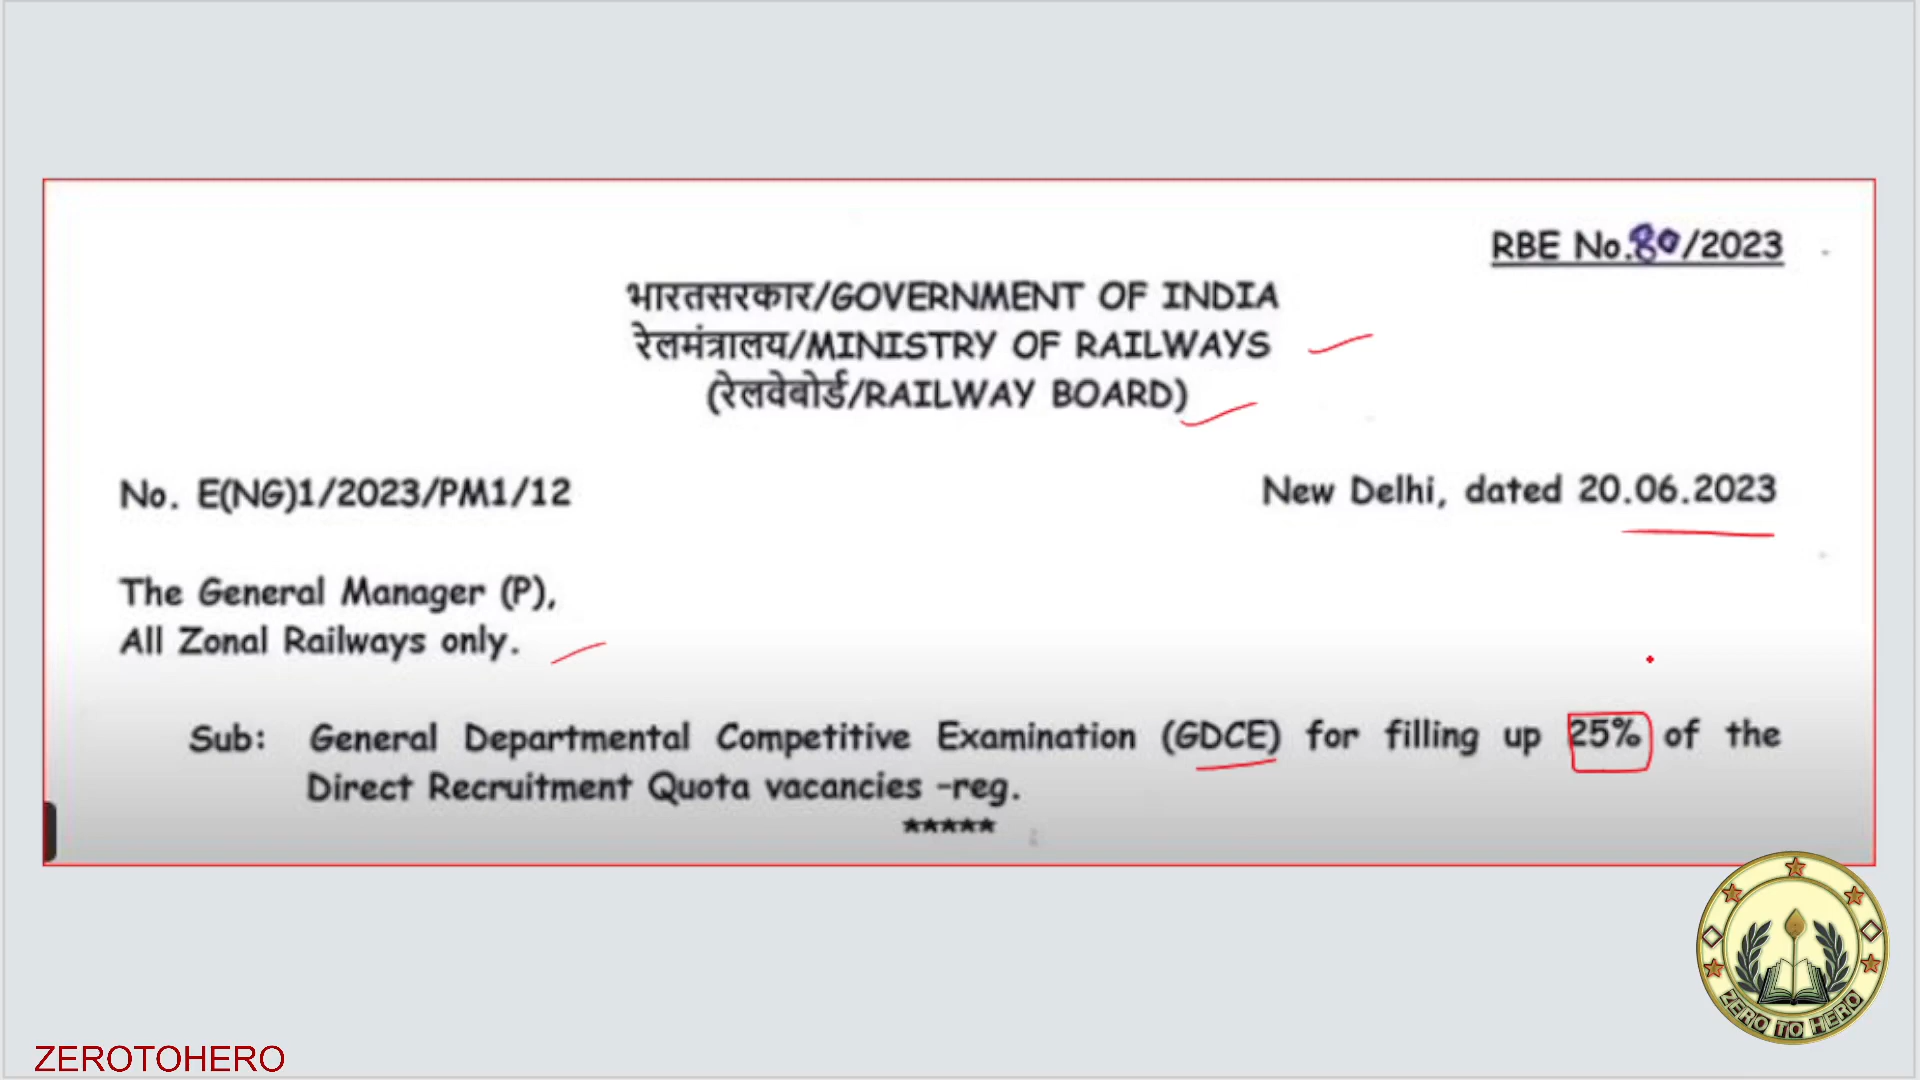 RBE No.80/2023
भारतसरकार/GOVERNMENT OF INDIA
रेलमंत्रालय/MINISTRY OF RAILWAYS
(रेलवेबोर्ड/RAILWAY BOARD)
No. E(NG)1/2023/PM1/12 New Delhi, dated 20.06.2023
The General Manager (P),
All Zonal Railways only.
Sub: General Departmental Competitive Examination (GDCE) for filling up 25% of the
Direct Recruitment Quota vacancies -reg.
*****
ZERO TO HERO
ZEROTOHERO